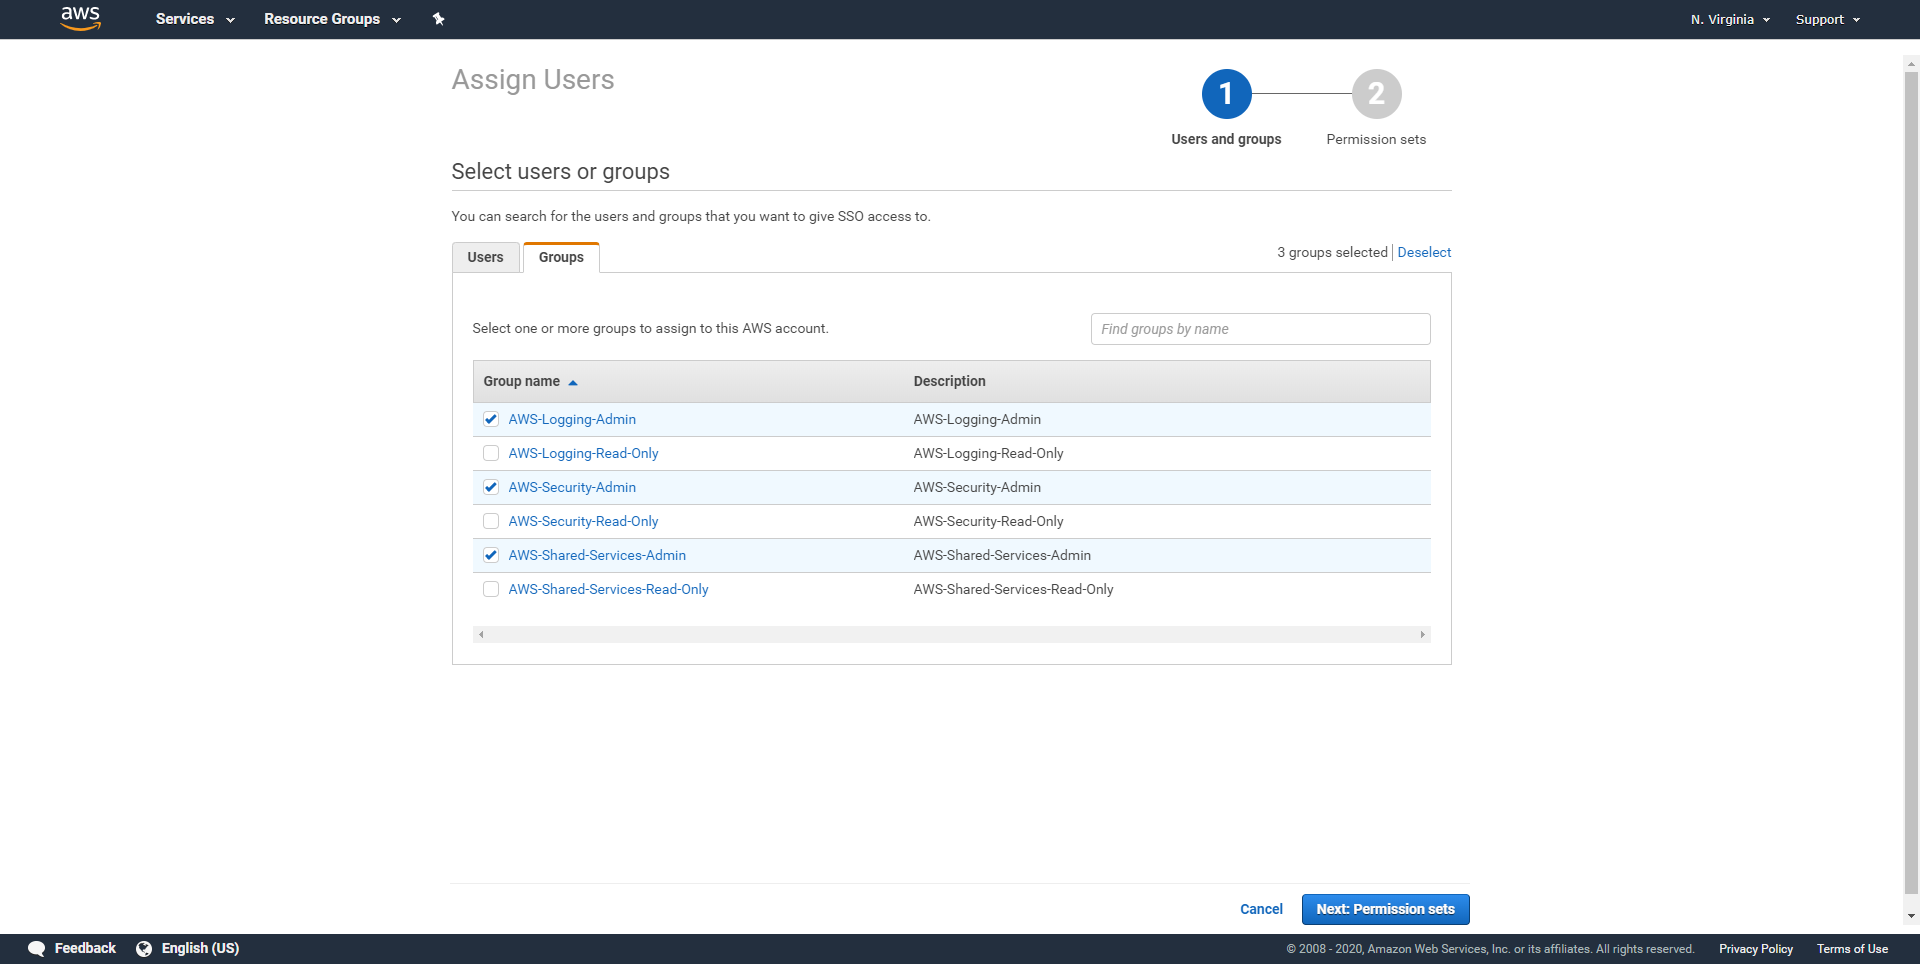 aws Services Resource Groups N. Virginia Support
Assign Users
1 2
Users and groups Permission sets
Select users or groups
You can search for the users and groups that you want to give SSO access to.
Users Groups 3 groups selected Deselect
Select one or more groups to assign to this AWS account. Find groups by name
Group name Description
AWS-Logging-Admin AWS-Logging-Admin
AWS-Logging-Read-Only AWS-Logging-Read-Only
AWS-Security-Admin AWS-Security-Admin
AWS-Security-Read-Only AWS-Security-Read-Only
AWS-Shared-Services-Admin AWS-Shared-Services-Admin
AWS-Shared-Services-Read-Only AWS-Shared-Services-Read-Only
Cancel Next: Permission sets
Feedback English (US) © 2008 - 2020, Amazon Web Services, Inc. or its affiliates. All rights reserved. Privacy Policy Terms of Use